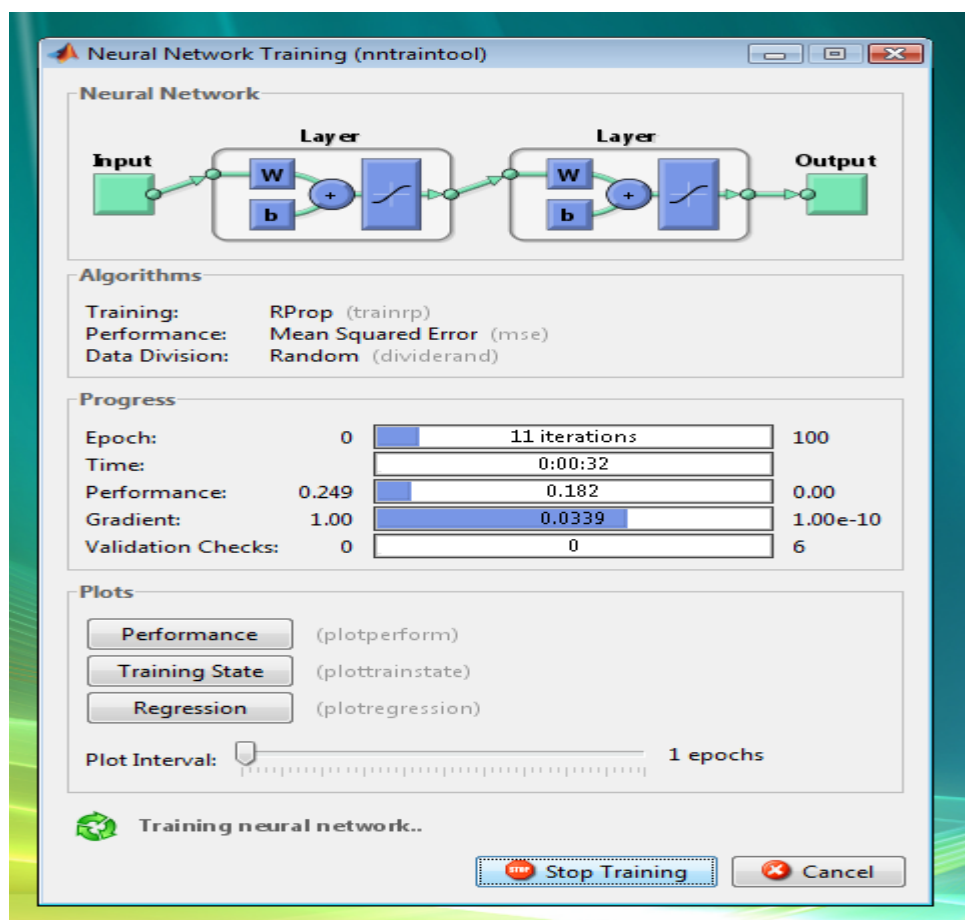 Neural Network Training (nntraintool)
Neural Network
Layer Layer
Input Output
W W
+ +
b b
Algorithms
Training: RProp (trainrp)
Performance: Mean Squared Error (mse)
Data Division: Random (dividerand)
Progress
Epoch: 0 11 iterations 100
Time: 0:00:32
Performance: 0.249 0.182 0.00
Gradient: 1.00 0.0339 1.00e-10
Validation Checks: 0 0 6
Plots
Performance (plotperform)
Training State (plottrainstate)
Regression (plotregression)
Plot Interval: 1 epochs
Training neural network..
STOP Stop Training Cancel